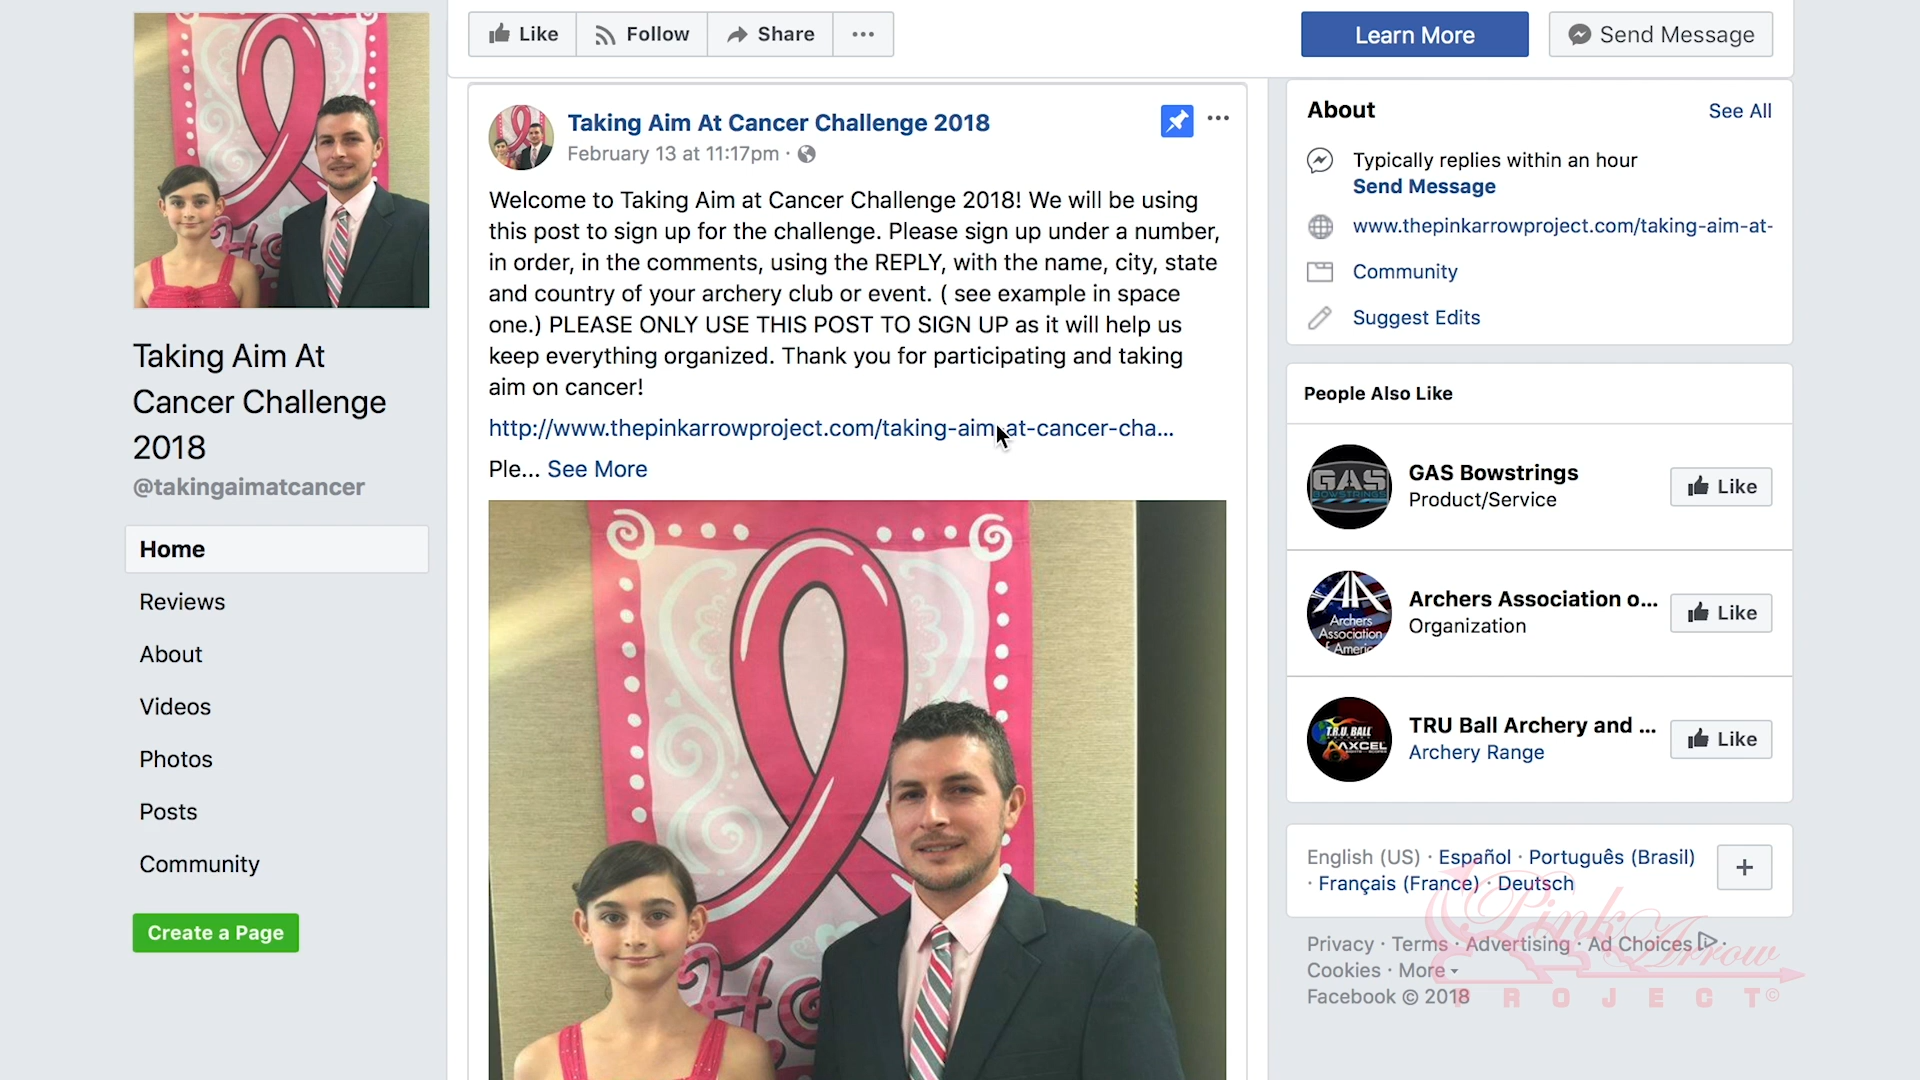 Like
Follow
Share
Learn More
Send Message
Taking Aim At
Cancer Challenge
2018
@takingaimatcancer
Home
Reviews
About
Videos
Photos
Posts
Community
Create a Page
Taking Aim At Cancer Challenge 2018
February 13 at 11:17pm ·
Welcome to Taking Aim at Cancer Challenge 2018! We will be using
this post to sign up for the challenge. Please sign up under a number,
in order, in the comments, using the REPLY, with the name, city, state
and country of your archery club or event. ( see example in space
one.) PLEASE ONLY USE THIS POST TO SIGN UP as it will help us
keep everything organized. Thank you for participating and taking
aim on cancer!
http://www.thepinkarrowproject.com/taking-aim-at-cancer-cha...
Ple... See More
About
See All
Typically replies within an hour
Send Message
www.thepinkarrowproject.com/taking-aim-at-
Community
Suggest Edits
People Also Like
GAS Bowstrings
Product/Service
Like
GAS
BOWSTRINGS
Archers Association o...
Organization
Like
Archers
Association
TRU Ball Archery and ...
Archery Range
Like
T.R.U. BALL
AXCEL
English (US) · Español · Português (Brasil)
· Français (France) · Deutsch
Privacy · Terms · Advertising · Ad Choices ·
Cookies · More
Facebook © 2018
Pink
Arrow
PROJECT©